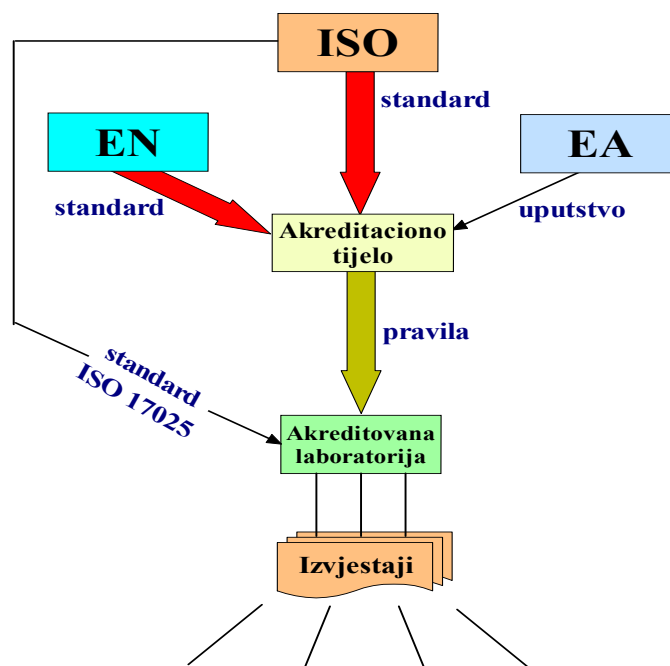 ISO
standard
EN
EA
standard
uputstvo
Akreditaciono
tijelo
pravila
standard
ISO 17025
Akreditovana
laboratorija
Izvjestaji